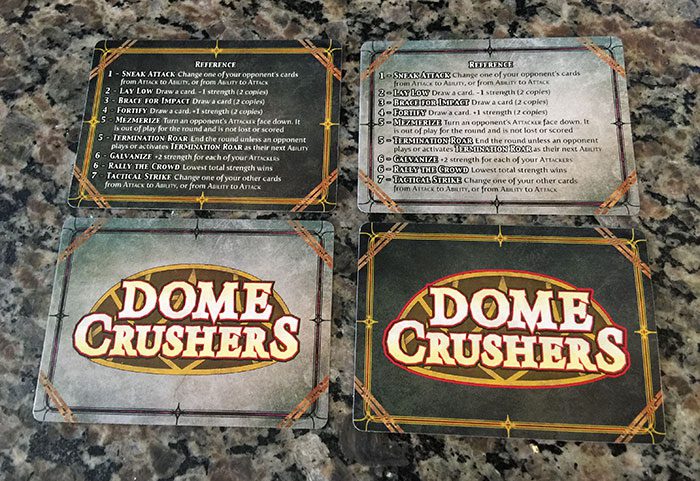 REFERENCE
1 - SNEAK ATTACK Change one of your opponent's cards
from ATTACK to ABILITY, or from ABILITY to ATTACK
2 - LAY LOW Draw a card. -1 strength (2 copies)
3 - BRACE FOR IMPACT Draw a card (2 copies)
4 - FORTIFY Draw a card. +1 strength (2 copies)
5 - MEZMERIZE Turn an opponent's ATTACKER face down. It
is out of play for the round and is not lost or scored
5 - TERMINATION ROAR End the round unless an opponent
plays or activates TERMINATION ROAR as their next ABILITY
6 - GALVANIZE +2 strength for each of your ATTACKERS
6 - RALLY THE CROWD Lowest total strength wins
7 - TACTICAL STRIKE Change one of your other cards
from ATTACK to ABILITY, or from ABILITY to ATTACK
REFERENCE
1 - SNEAK ATTACK Change one of your opponent's cards
from ATTACK to ABILITY, or from ABILITY to ATTACK
2 - LAY LOW Draw a card. -1 strength (2 copies)
3 - BRACE FOR IMPACT Draw a card (2 copies)
4 - FORTIFY Draw a card. +1 strength (2 copies)
5 - MEZMERIZE Turn an opponent's ATTACKER face down. It
is out of play for the round and is not lost or scored
5 - TERMINATION ROAR End the round unless an opponent
plays or activates TERMINATION ROAR as their next ABILITY
6 - GALVANIZE +2 strength for each of your ATTACKERS
6 - RALLY THE CROWD Lowest total strength wins
7 - TACTICAL STRIKE Change one of your other cards
from ATTACK to ABILITY, or from ABILITY to ATTACK
DOME
CRUSHERS
DOME
CRUSHERS